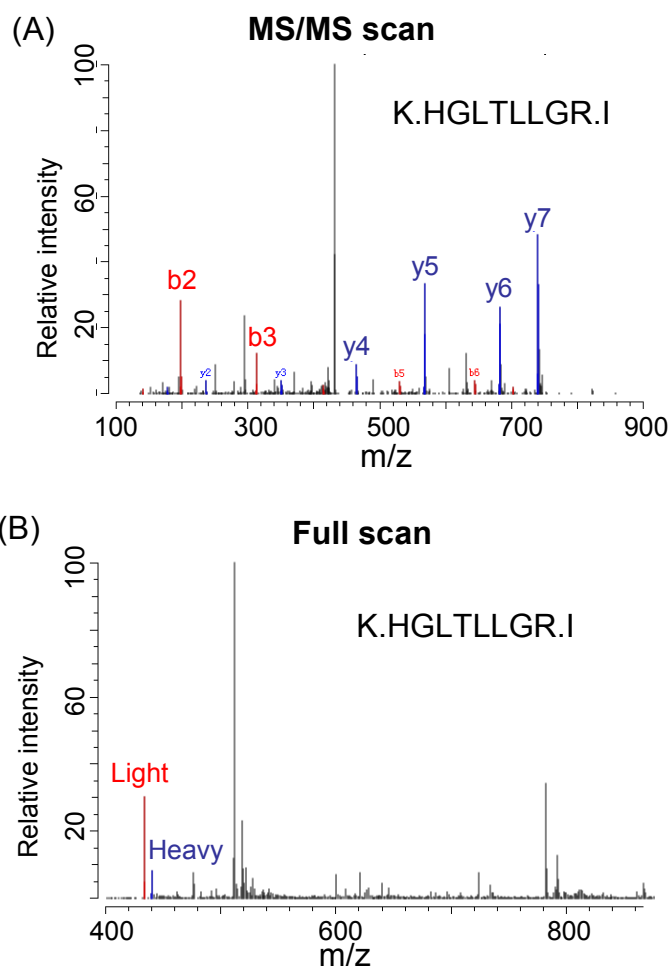 (A) MS/MS scan
K.HGLTLLGR.I
Relative intensity
100
60
20
b2
b3
y2
y3
y4
y5
b5
b6
y6
y7
100 300 500 700 900
m/z
(B) Full scan
K.HGLTLLGR.I
Relative intensity
100
60
20
Light
Heavy
400 600 800
m/z